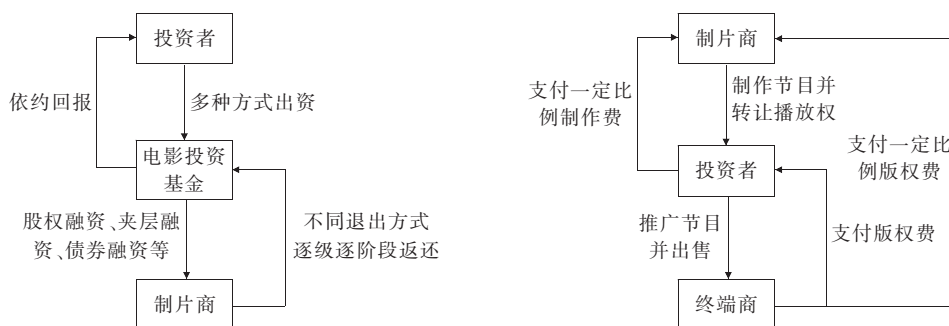 投资者
依约回报
多种方式出资
电影投资
基金
股权融资、夹层融
资、债券融资等
不同退出方式
逐级逐阶段返还
制片商
制片商
支付一定比
例制作费
制作节目并
转让播放权
支付一定比
例版权费
投资者
推广节目
并出售
支付版权费
终端商